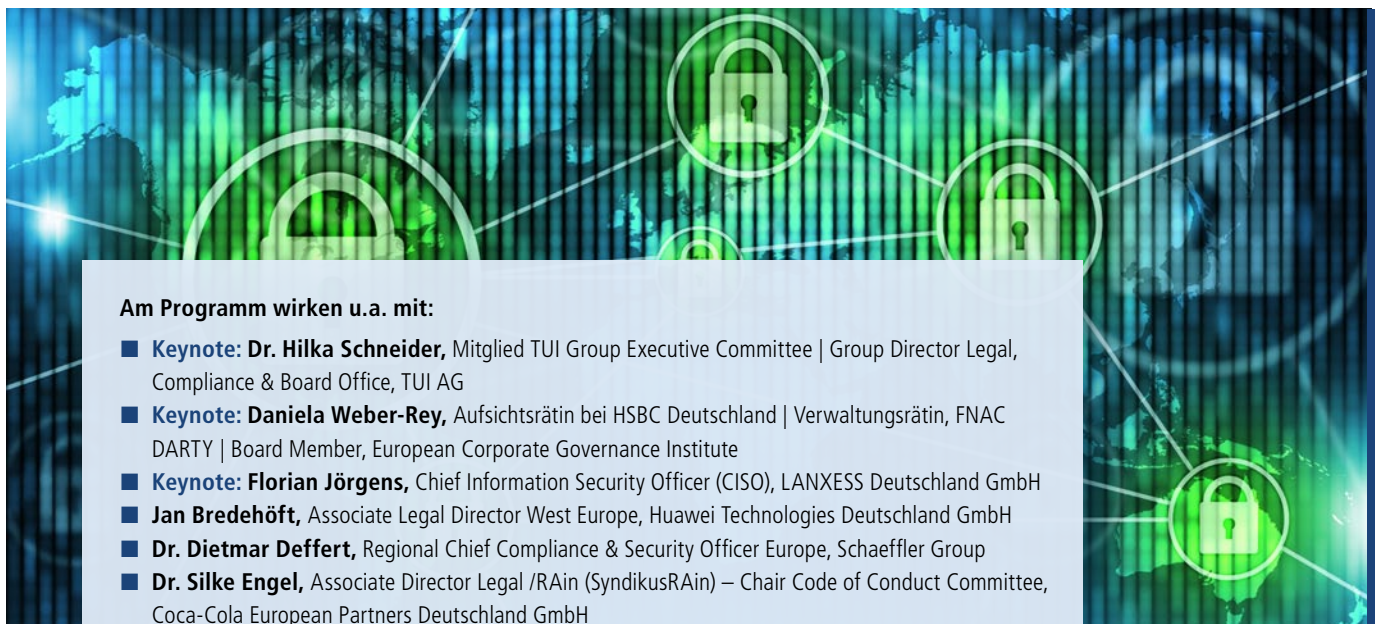 Am Programm wirken u.a. mit:
■ Keynote: Dr. Hilka Schneider, Mitglied TUI Group Executive Committee | Group Director Legal,
Compliance & Board Office, TUI AG
■ Keynote: Daniela Weber-Rey, Aufsichtsrätin bei HSBC Deutschland | Verwaltungsrätin, FNAC
DARTY | Board Member, European Corporate Governance Institute
■ Keynote: Florian Jörgens, Chief Information Security Officer (CISO), LANXESS Deutschland GmbH
■ Jan Bredehöft, Associate Legal Director West Europe, Huawei Technologies Deutschland GmbH
■ Dr. Dietmar Deffert, Regional Chief Compliance & Security Officer Europe, Schaeffler Group
■ Dr. Silke Engel, Associate Director Legal /RAin (SyndikusRAin) – Chair Code of Conduct Committee,
Coca-Cola European Partners Deutschland GmbH